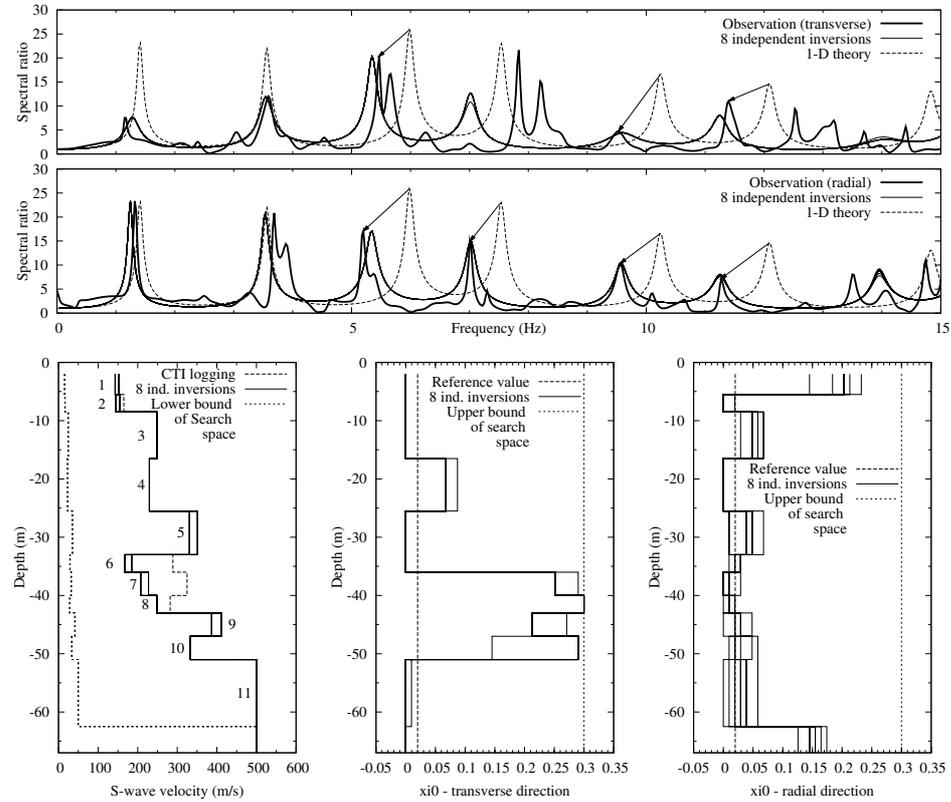 30
25
20
15
10
5
0
Spectral ratio
Observation (transverse)
8 independent inversions
1-D theory
30
25
20
15
10
5
0
Spectral ratio
Observation (radial)
8 independent inversions
1-D theory
0 5 10 15
Frequency (Hz)
0
-10
-20
-30
-40
-50
-60
Depth (m)
CTI logging
8 ind. inversions
Lower bound
of Search
space
1
2
3
4
5
6
7
8
9
10
11
0 100 200 300 400 500 600
S-wave velocity (m/s)
0
-10
-20
-30
-40
-50
-60
Depth (m)
Reference value
8 ind. inversions
Upper bound
of search
space
-0.05 0 0.05 0.1 0.15 0.2 0.25 0.3 0.35
xi0 - transverse direction
0
-10
-20
-30
-40
-50
-60
Depth (m)
Reference value
8 ind. inversions
Upper bound
of search
space
-0.05 0 0.05 0.1 0.15 0.2 0.25 0.3 0.35
xi0 - radial direction